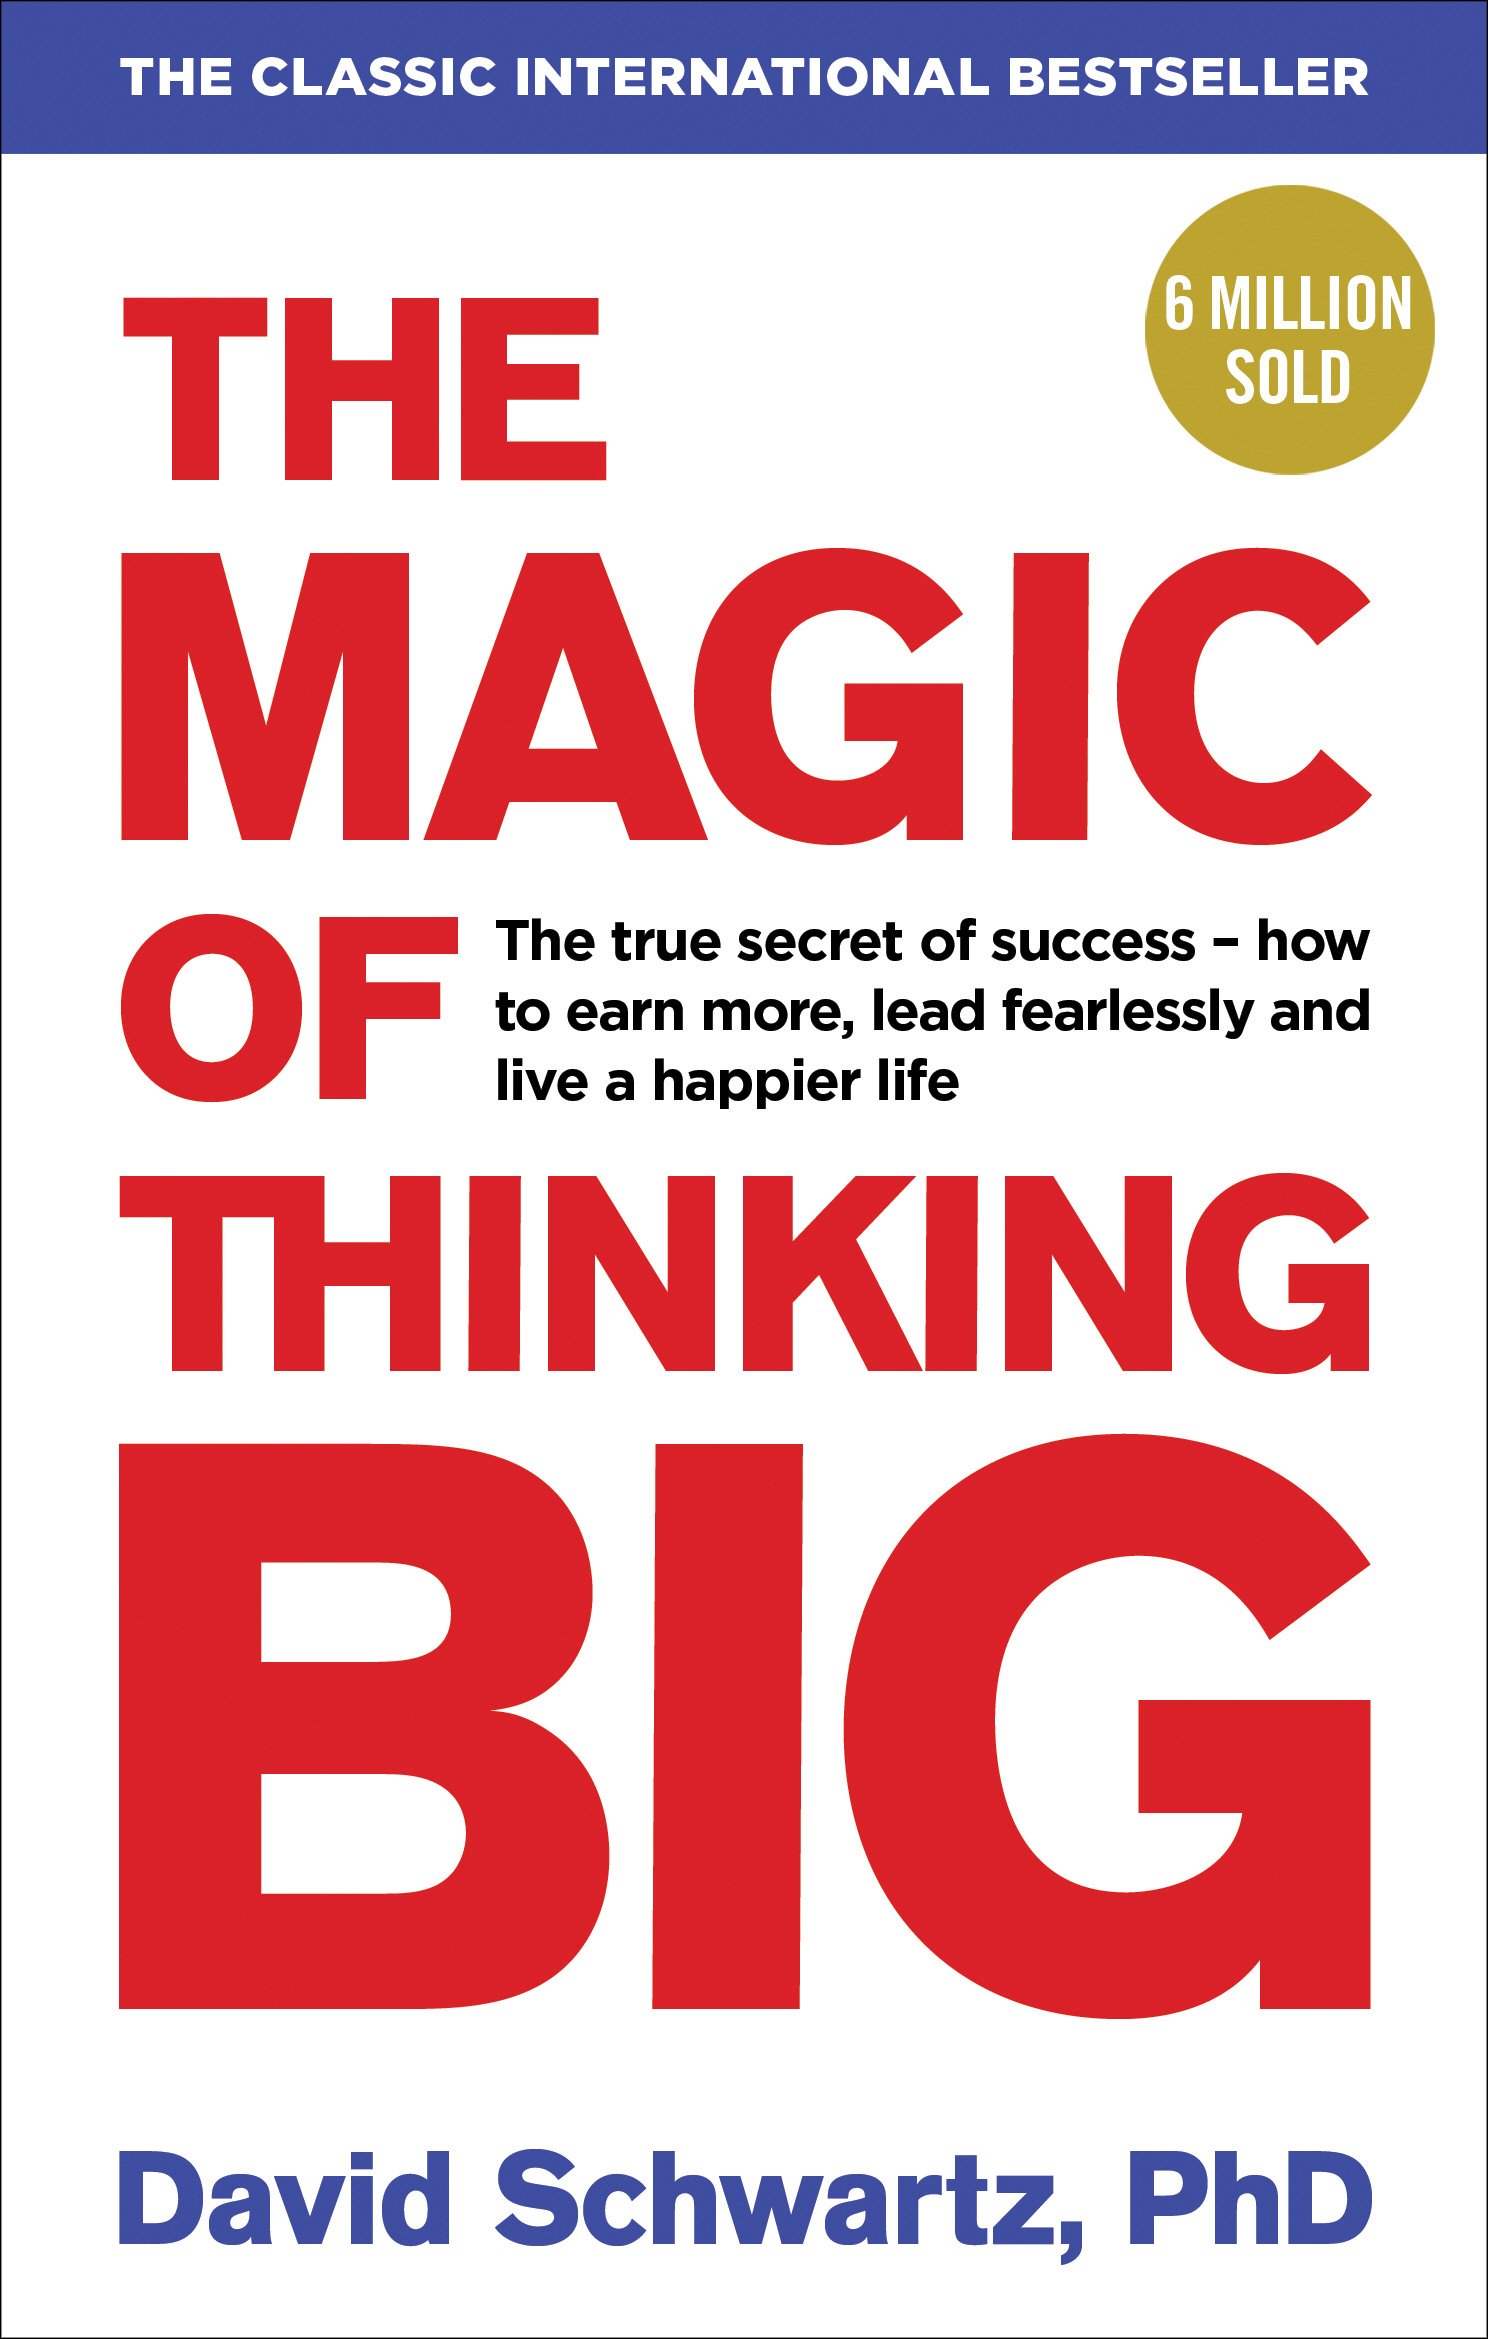 THE CLASSIC INTERNATIONAL BESTSELLER
6 MILLION
SOLD
THE
MAGIC
OF
The true secret of success – how
to earn more, lead fearlessly and
live a happier life
THINKING
BIG
David Schwartz, PhD